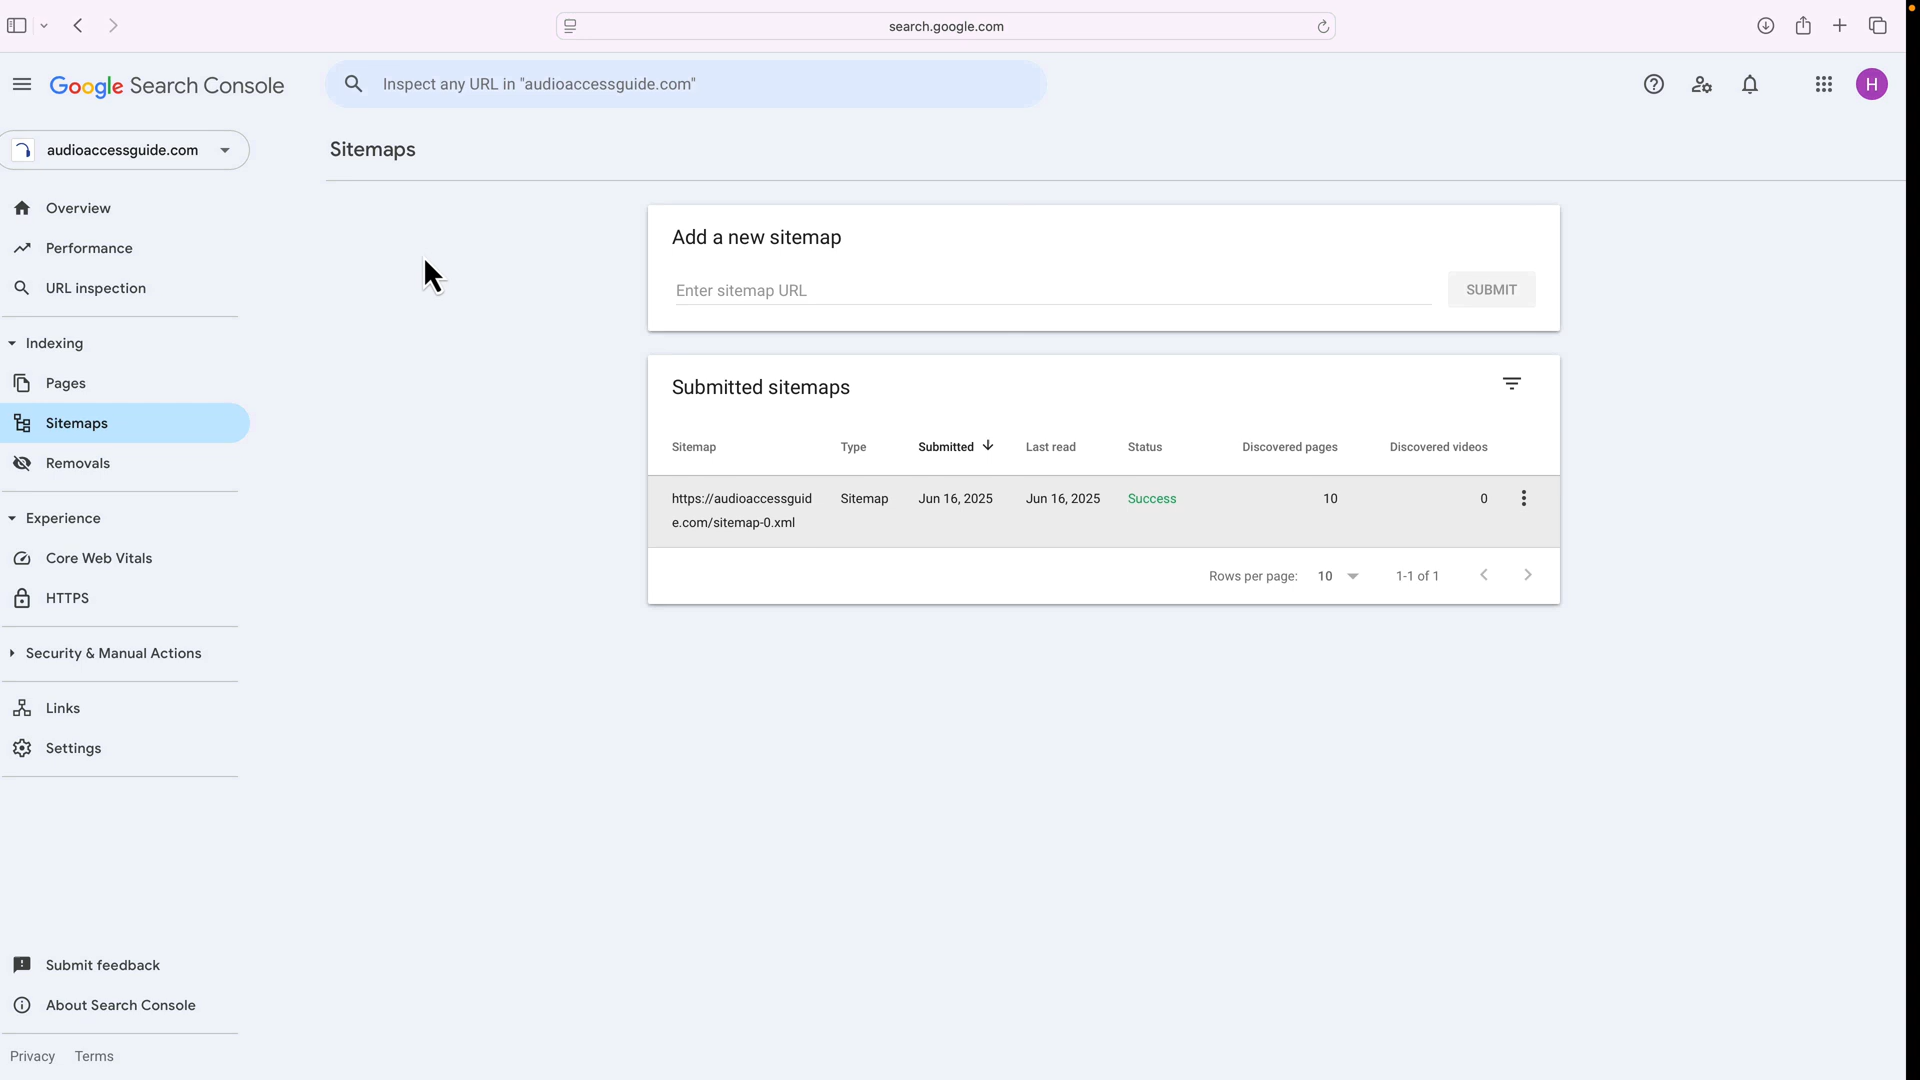 search.google.com
Google Search Console
Inspect any URL in "audioaccessguide.com"
H
audioaccessguide.com
Sitemaps
Overview
Performance
URL inspection
Indexing
Pages
Sitemaps
Removals
Experience
Core Web Vitals
HTTPS
Security & Manual Actions
Links
Settings
Submit feedback
About Search Console
Privacy Terms
Add a new sitemap
Enter sitemap URL
SUBMIT
Submitted sitemaps
Sitemap Type Submitted Last read Status Discovered pages Discovered videos
https://audioaccessguid Sitemap Jun 16, 2025 Jun 16, 2025 Success 10 0
e.com/sitemap-0.xml
Rows per page: 10 1-1 of 1